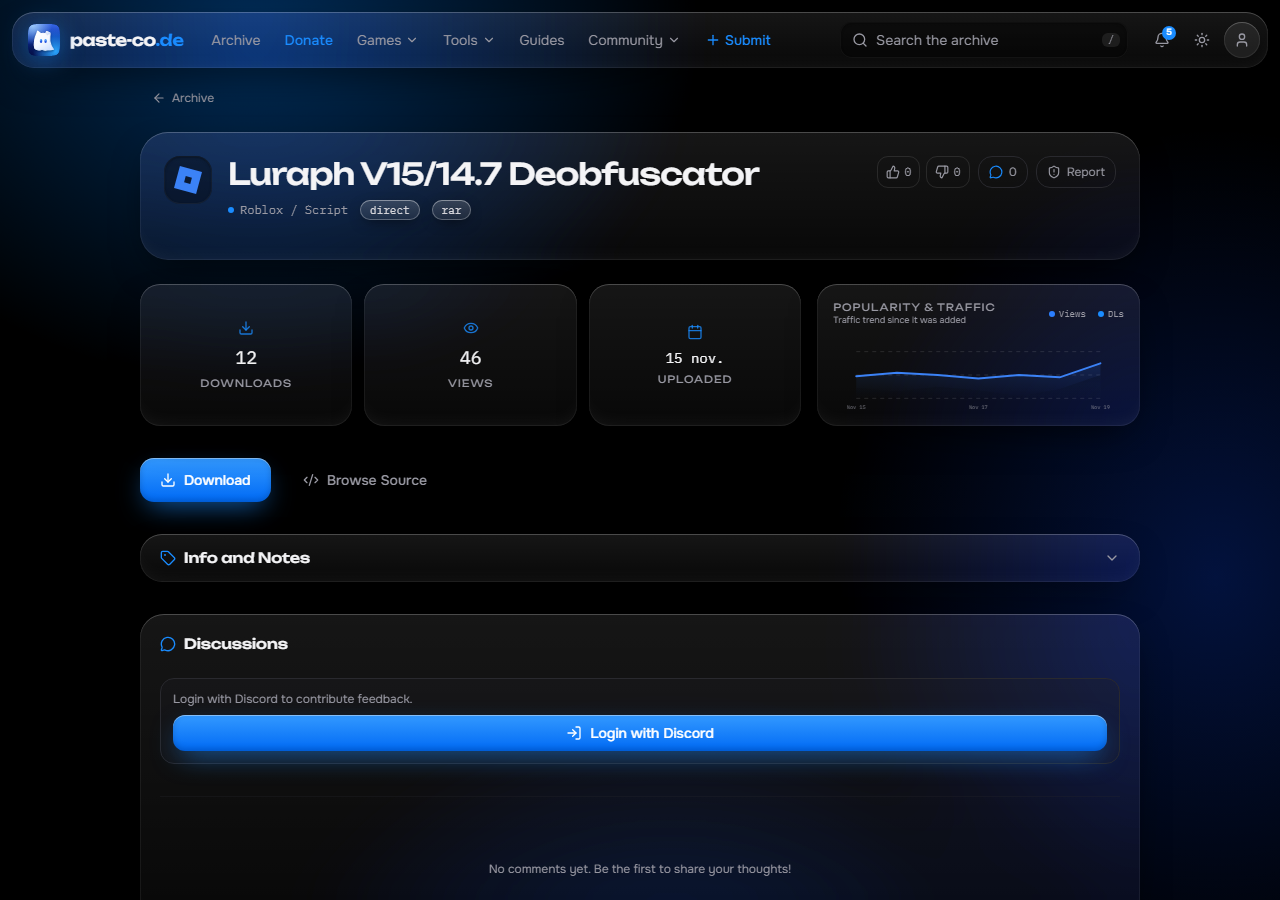 paste-co.de Archive Donate Games Tools Guides Community + Submit Search the archive / 5
Archive
Luraph V15/14.7 Deobfuscator 0 0 0 Report
Roblox / Script direct rar
12
DOWNLOADS
46
VIEWS
15 nov.
UPLOADED
POPULARITY & TRAFFIC
Traffic trend since it was added
Views DLs
Nov 15 Nov 17 Nov 19
Download </> Browse Source
Info and Notes
Discussions
Login with Discord to contribute feedback.
Login with Discord
No comments yet. Be the first to share your thoughts!